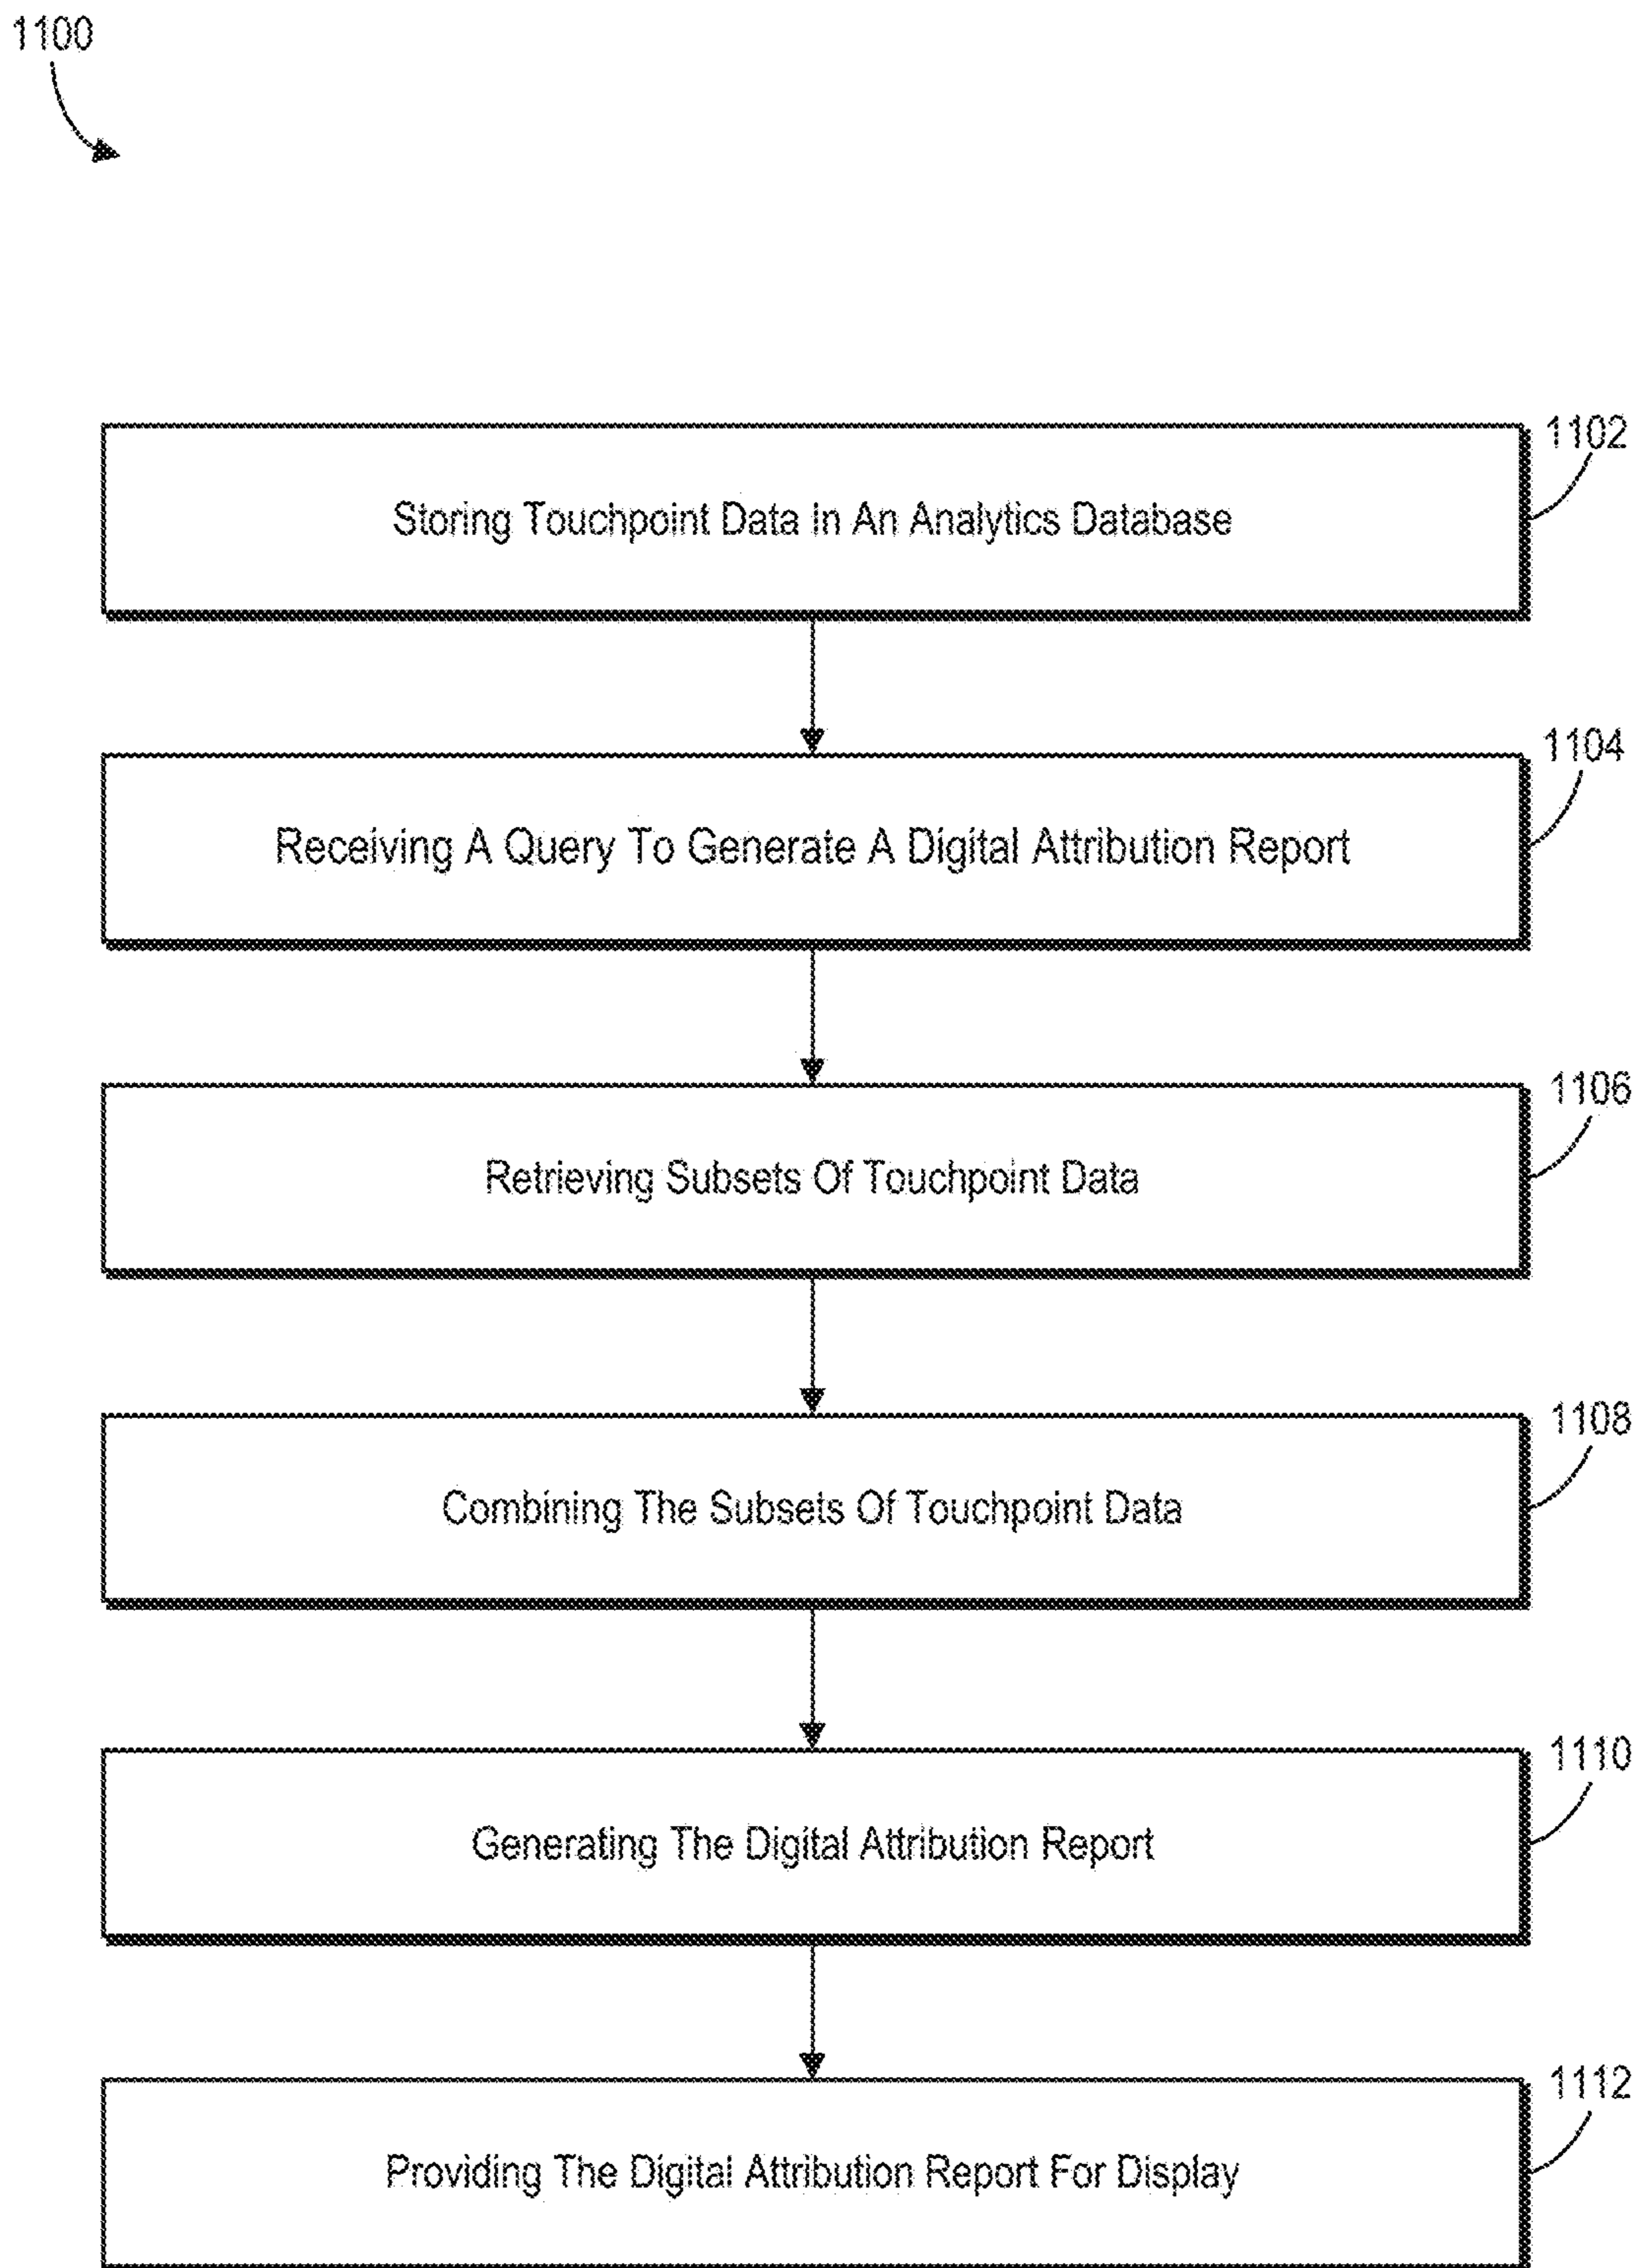 1100
1102
Storing Touchpoint Data In An Analytics Database
1104
Receiving A Query To Generate A Digital Attribution Report
1106
Retrieving Subsets Of Touchpoint Data
1108
Combining The Subsets Of Touchpoint Data
1110
Generating The Digital Attribution Report
1112
Providing The Digital Attribution Report For Display